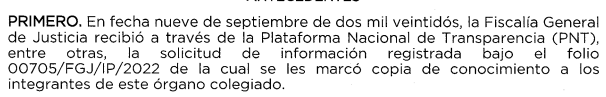 PRIMERO. En fecha nueve de septiembre de dos mil veintidós, la Fiscalía General
de Justicia recibió a través de la Plataforma Nacional de Transparencia (PNT),
entre otras, la solicitud de información registrada bajo el folio
00705/FGJ/IP/2022 de la cual se les marcó copia de conocimiento a los
integrantes de este órgano colegiado.